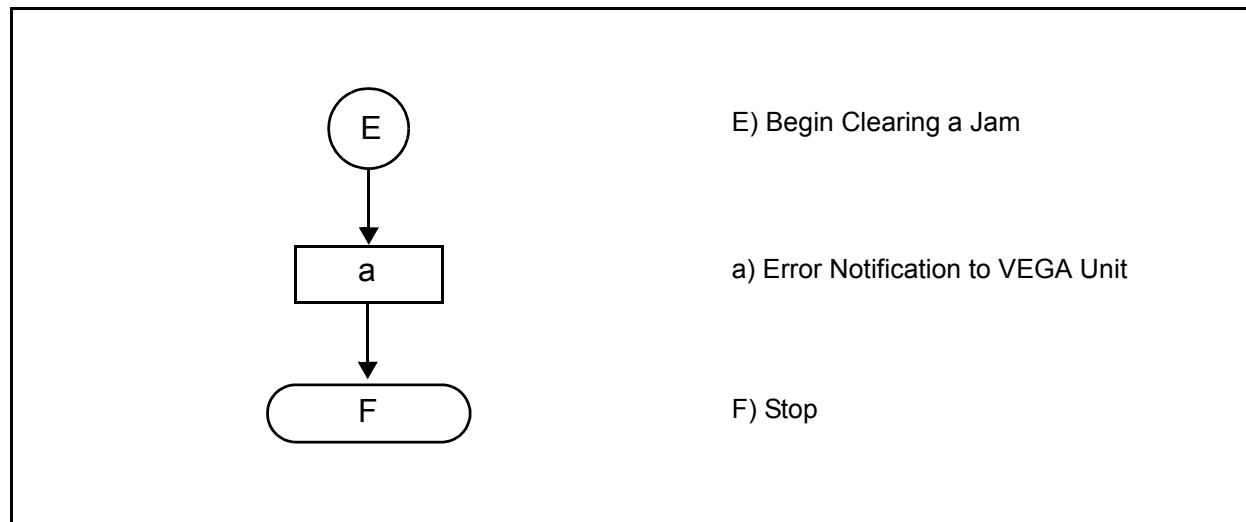 E
E) Begin Clearing a Jam
a
a) Error Notification to VEGA Unit
F
F) Stop